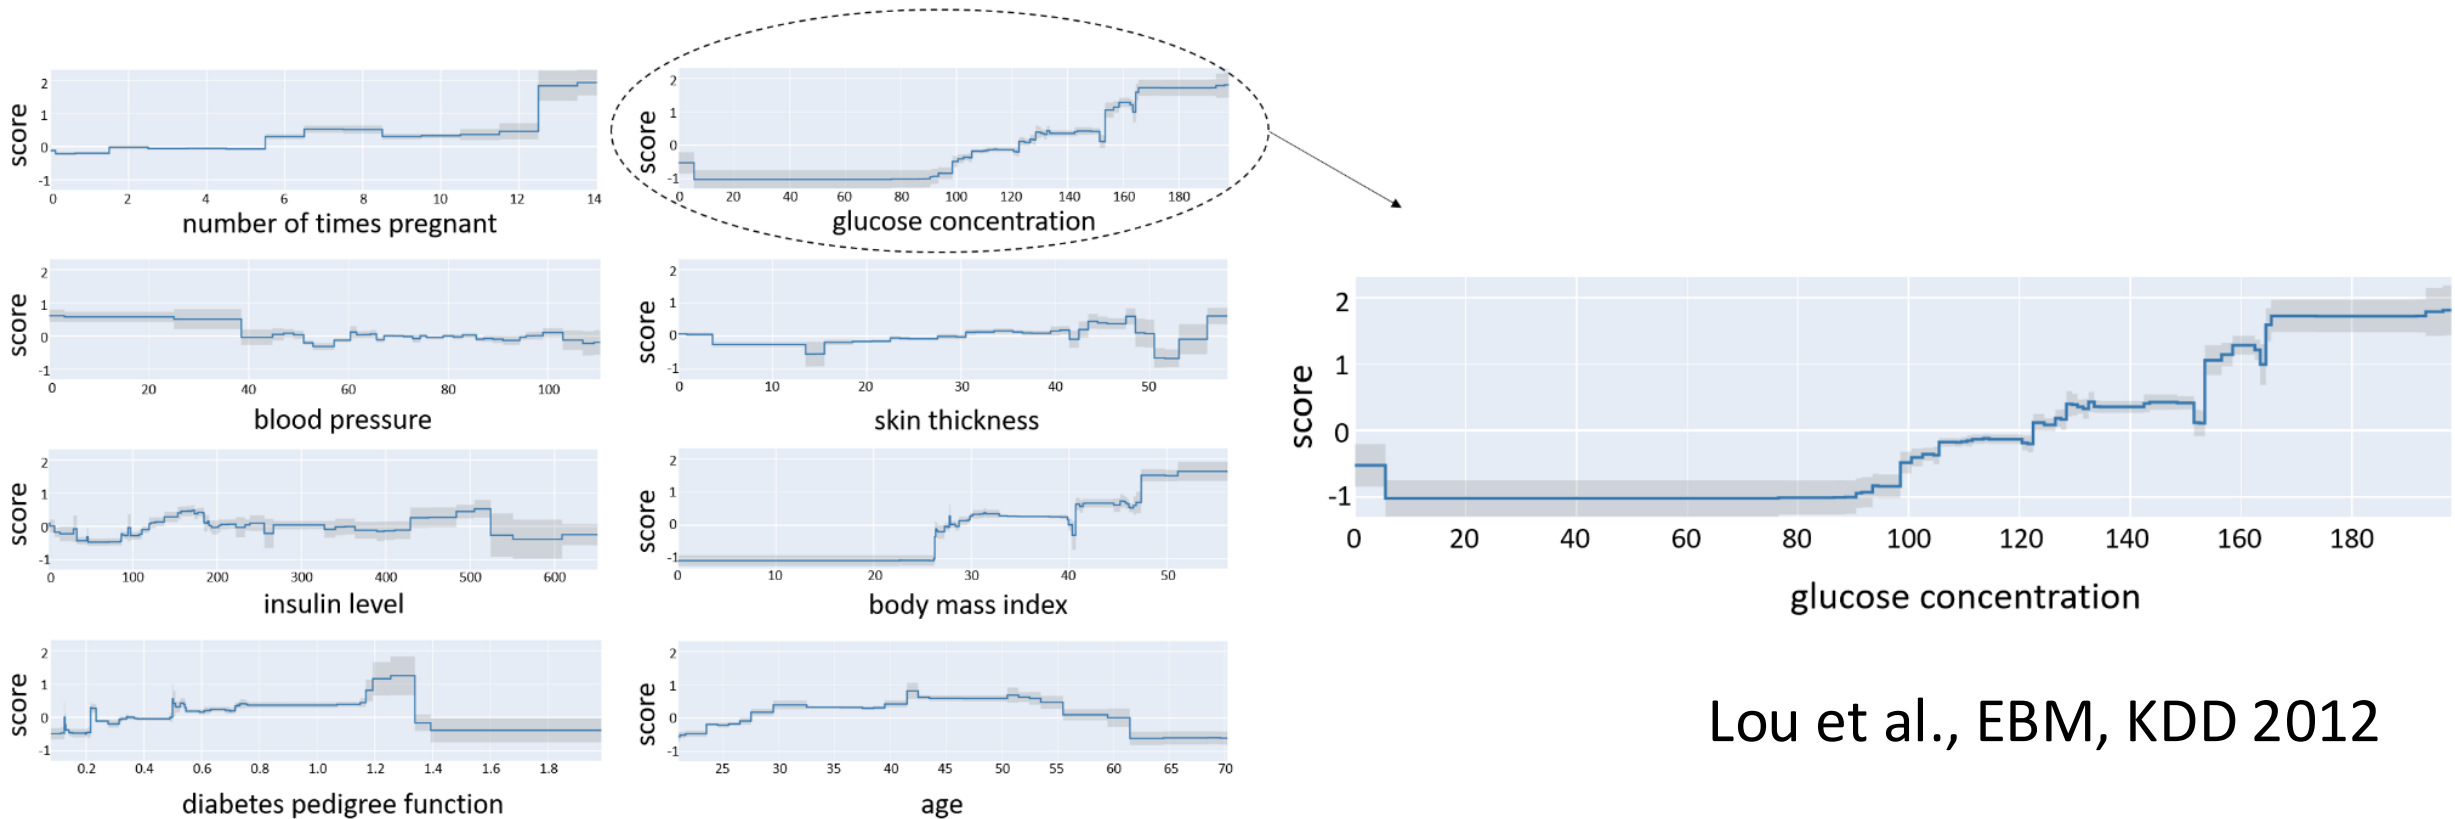 score
2
1
0
-1
0 2 4 6 8 10 12 14
number of times pregnant
score
2
1
0
-1
0 20 40 60 80 100 120 140 160 180
glucose concentration
score
2
1
0
-1
0 20 40 60 80 100
blood pressure
score
2
1
0
-1
0 10 20 30 40 50
skin thickness
score
2
1
0
-1
0 100 200 300 400 500 600
insulin level
score
2
1
0
-1
0 10 20 30 40 50
body mass index
score
2
1
0
-1
0.2 0.4 0.6 0.8 1.0 1.2 1.4 1.6 1.8
diabetes pedigree function
score
2
1
0
-1
25 30 35 40 45 50 55 60 65 70
age
score
2
1
0
-1
0 20 40 60 80 100 120 140 160 180
glucose concentration
Lou et al., EBM, KDD 2012